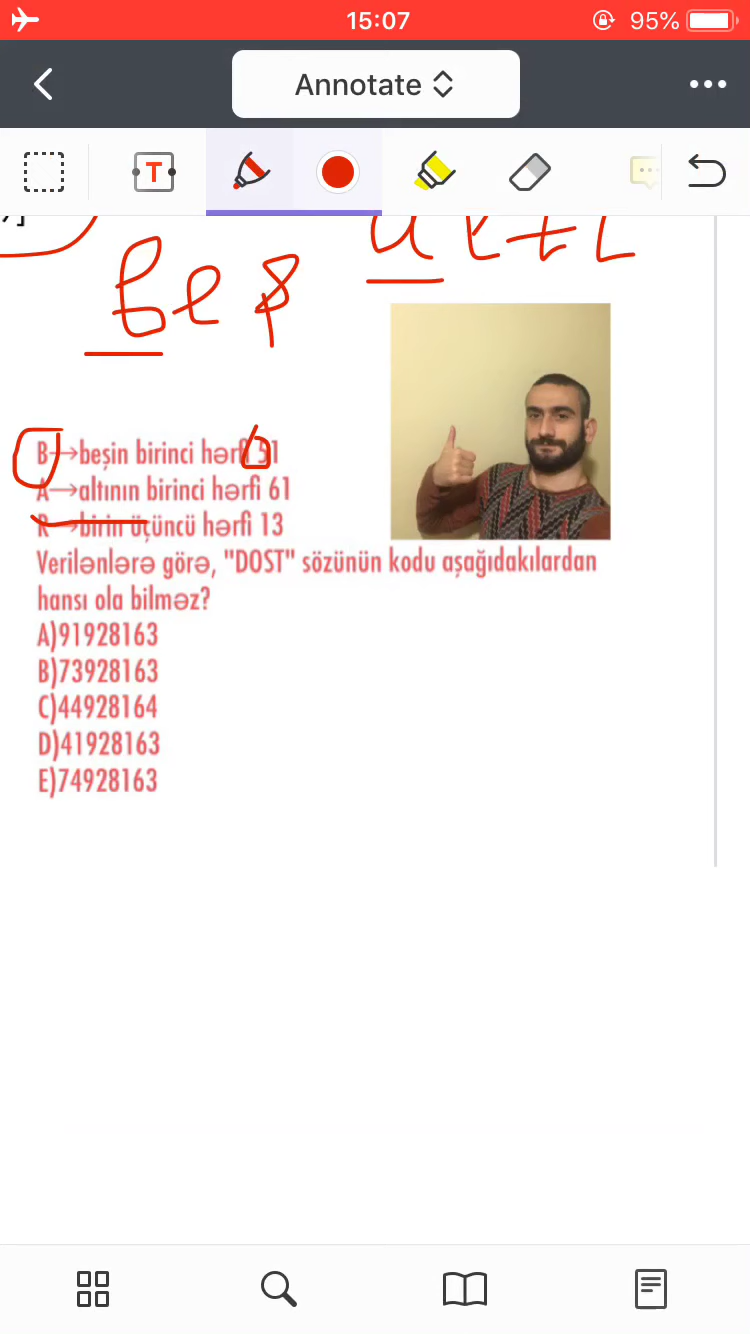 15:07
95%
Annotate
T
beş
B→beşin birinci hərfi 51
A→altının birinci hərfi 61
R→birin üçüncü hərfi 13
Verilənlərə görə, "DOST" sözünün kodu aşağıdakılardan
hansı ola bilməz?
A)91928163
B)73928163
C)44928164
D)41928163
E)74928163